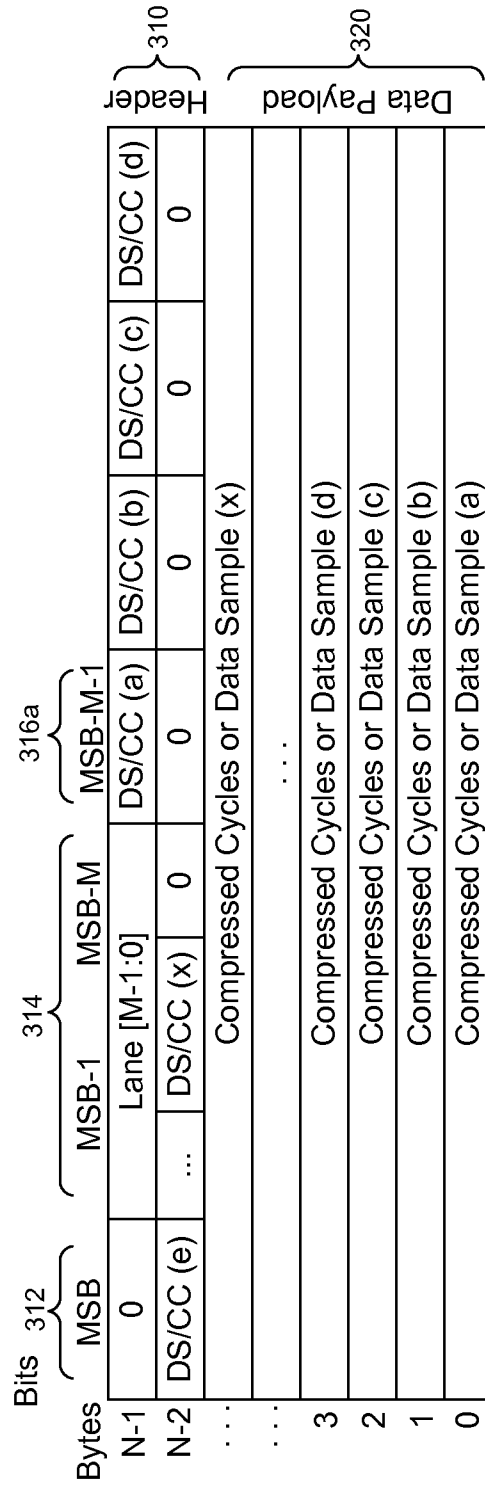 Bits 312 314 316a
Bytes MSB MSB-1 MSB-M MSB-M-1
N-1 0 Lane [M-1:0] DS/CC (a) DS/CC (b) DS/CC (c) DS/CC (d)
N-2 DS/CC (e) ... DS/CC (x) 0 0 0 0 0
Header 310
. . . Compressed Cycles or Data Sample (x)
. . . . . .
3 Compressed Cycles or Data Sample (d)
2 Compressed Cycles or Data Sample (c)
1 Compressed Cycles or Data Sample (b)
0 Compressed Cycles or Data Sample (a)
Data Payload 320